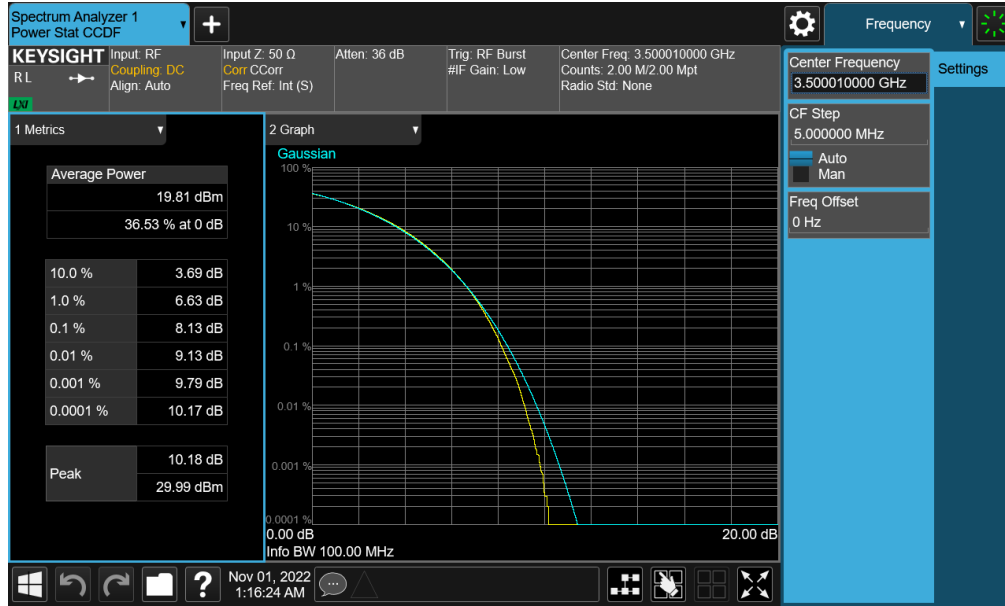 Spectrum Analyzer 1
Power Stat CCDF
Frequency
KEYSIGHT
R L
LXI
Input: RF
Coupling: DC
Align: Auto
Input Z: 50 Ω
Corr CCorr
Freq Ref: Int (S)
Atten: 36 dB
Trig: RF Burst
#IF Gain: Low
Center Freq: 3.500010000 GHz
Counts: 2.00 M/2.00 Mpt
Radio Std: None
Center Frequency
3.500010000 GHz
Settings
CF Step
5.000000 MHz
Auto
Man
Freq Offset
0 Hz
1 Metrics
Average Power
19.81 dBm
36.53 % at 0 dB
10.0 % 3.69 dB
1.0 % 6.63 dB
0.1 % 8.13 dB
0.01 % 9.13 dB
0.001 % 9.79 dB
0.0001 % 10.17 dB
Peak
10.18 dB
29.99 dBm
2 Graph
Gaussian
100 %
10 %
1 %
0.1 %
0.01 %
0.001 %
0.0001 %
0.00 dB 20.00 dB
Info BW 100.00 MHz
?
Nov 01, 2022
1:16:24 AM